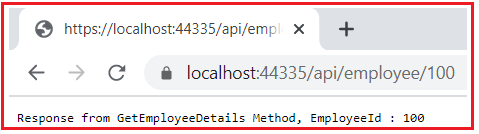 https://localhost:44335/api/empl
localhost:44335/api/employee/100
Response from GetEmployeeDetails Method, EmployeeId : 100